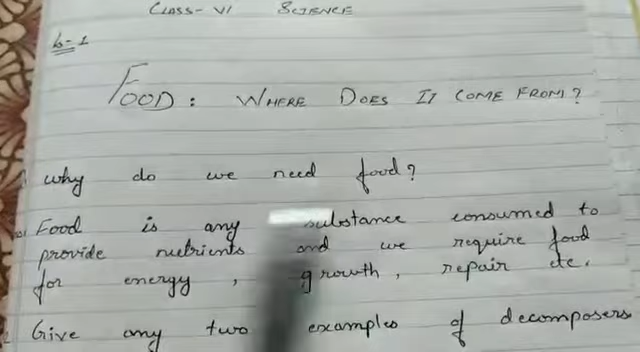 CLASS- VI SCIENCE
L-1
FOOD: WHERE DOES IT COME FROM?
Why do we need food?
Food is any substance consumed to
provide nutrients and we require food
for energy, growth, repair etc.
Give any two examples of decomposers